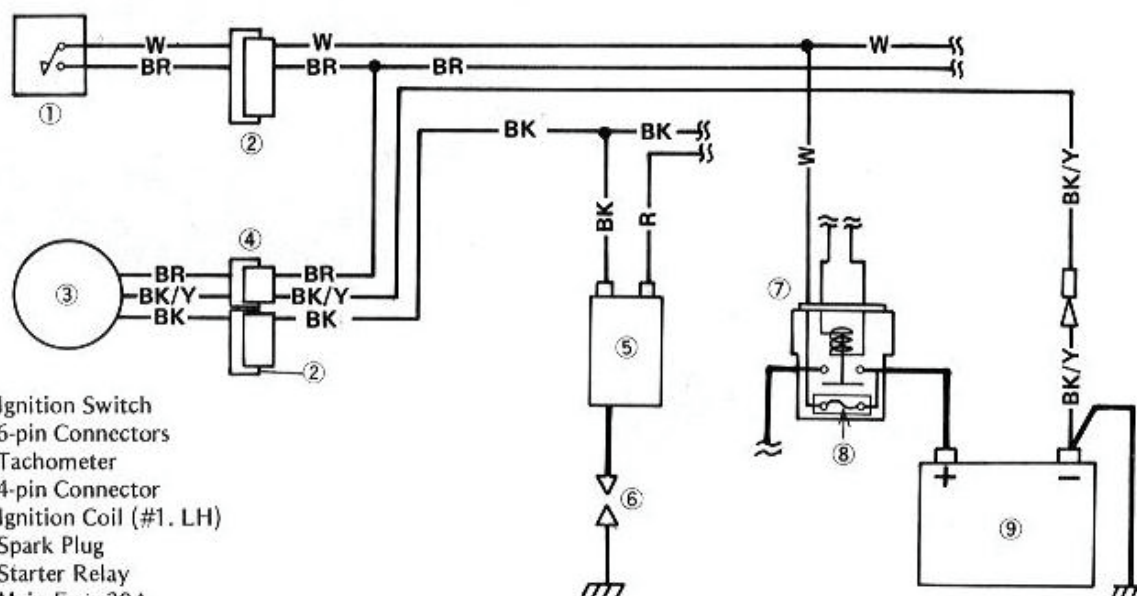 W W W
BR BR BR
① ②
BK BK
BK/Y
W
BK R
④ ⑦
BR BR
③ BK/Y BK/Y
BK BK
⑤
②
BK/Y
⑧
+ −
⑥
⑨
Ignition Switch
6-pin Connectors
Tachometer
4-pin Connector
Ignition Coil (#1. LH)
Spark Plug
Starter Relay